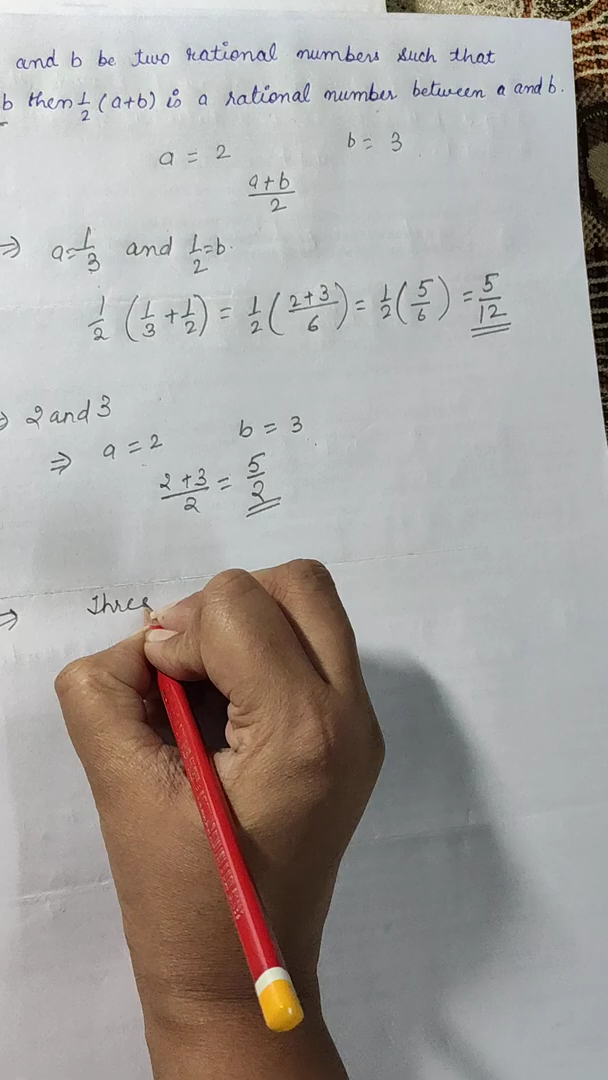 and b be two rational numbers such that
b then 1/2 (a+b) is a rational number between a and b.
a = 2 b = 3
a+b/2
⇒ a=1/3 and 1/2=b.
1/2 (1/3 + 1/2) = 1/2 (2+3/6) = 1/2 (5/6) = 5/12
⇒ 2 and 3
⇒ a = 2 b = 3
2+3/2 = 5/2
⇒ Three